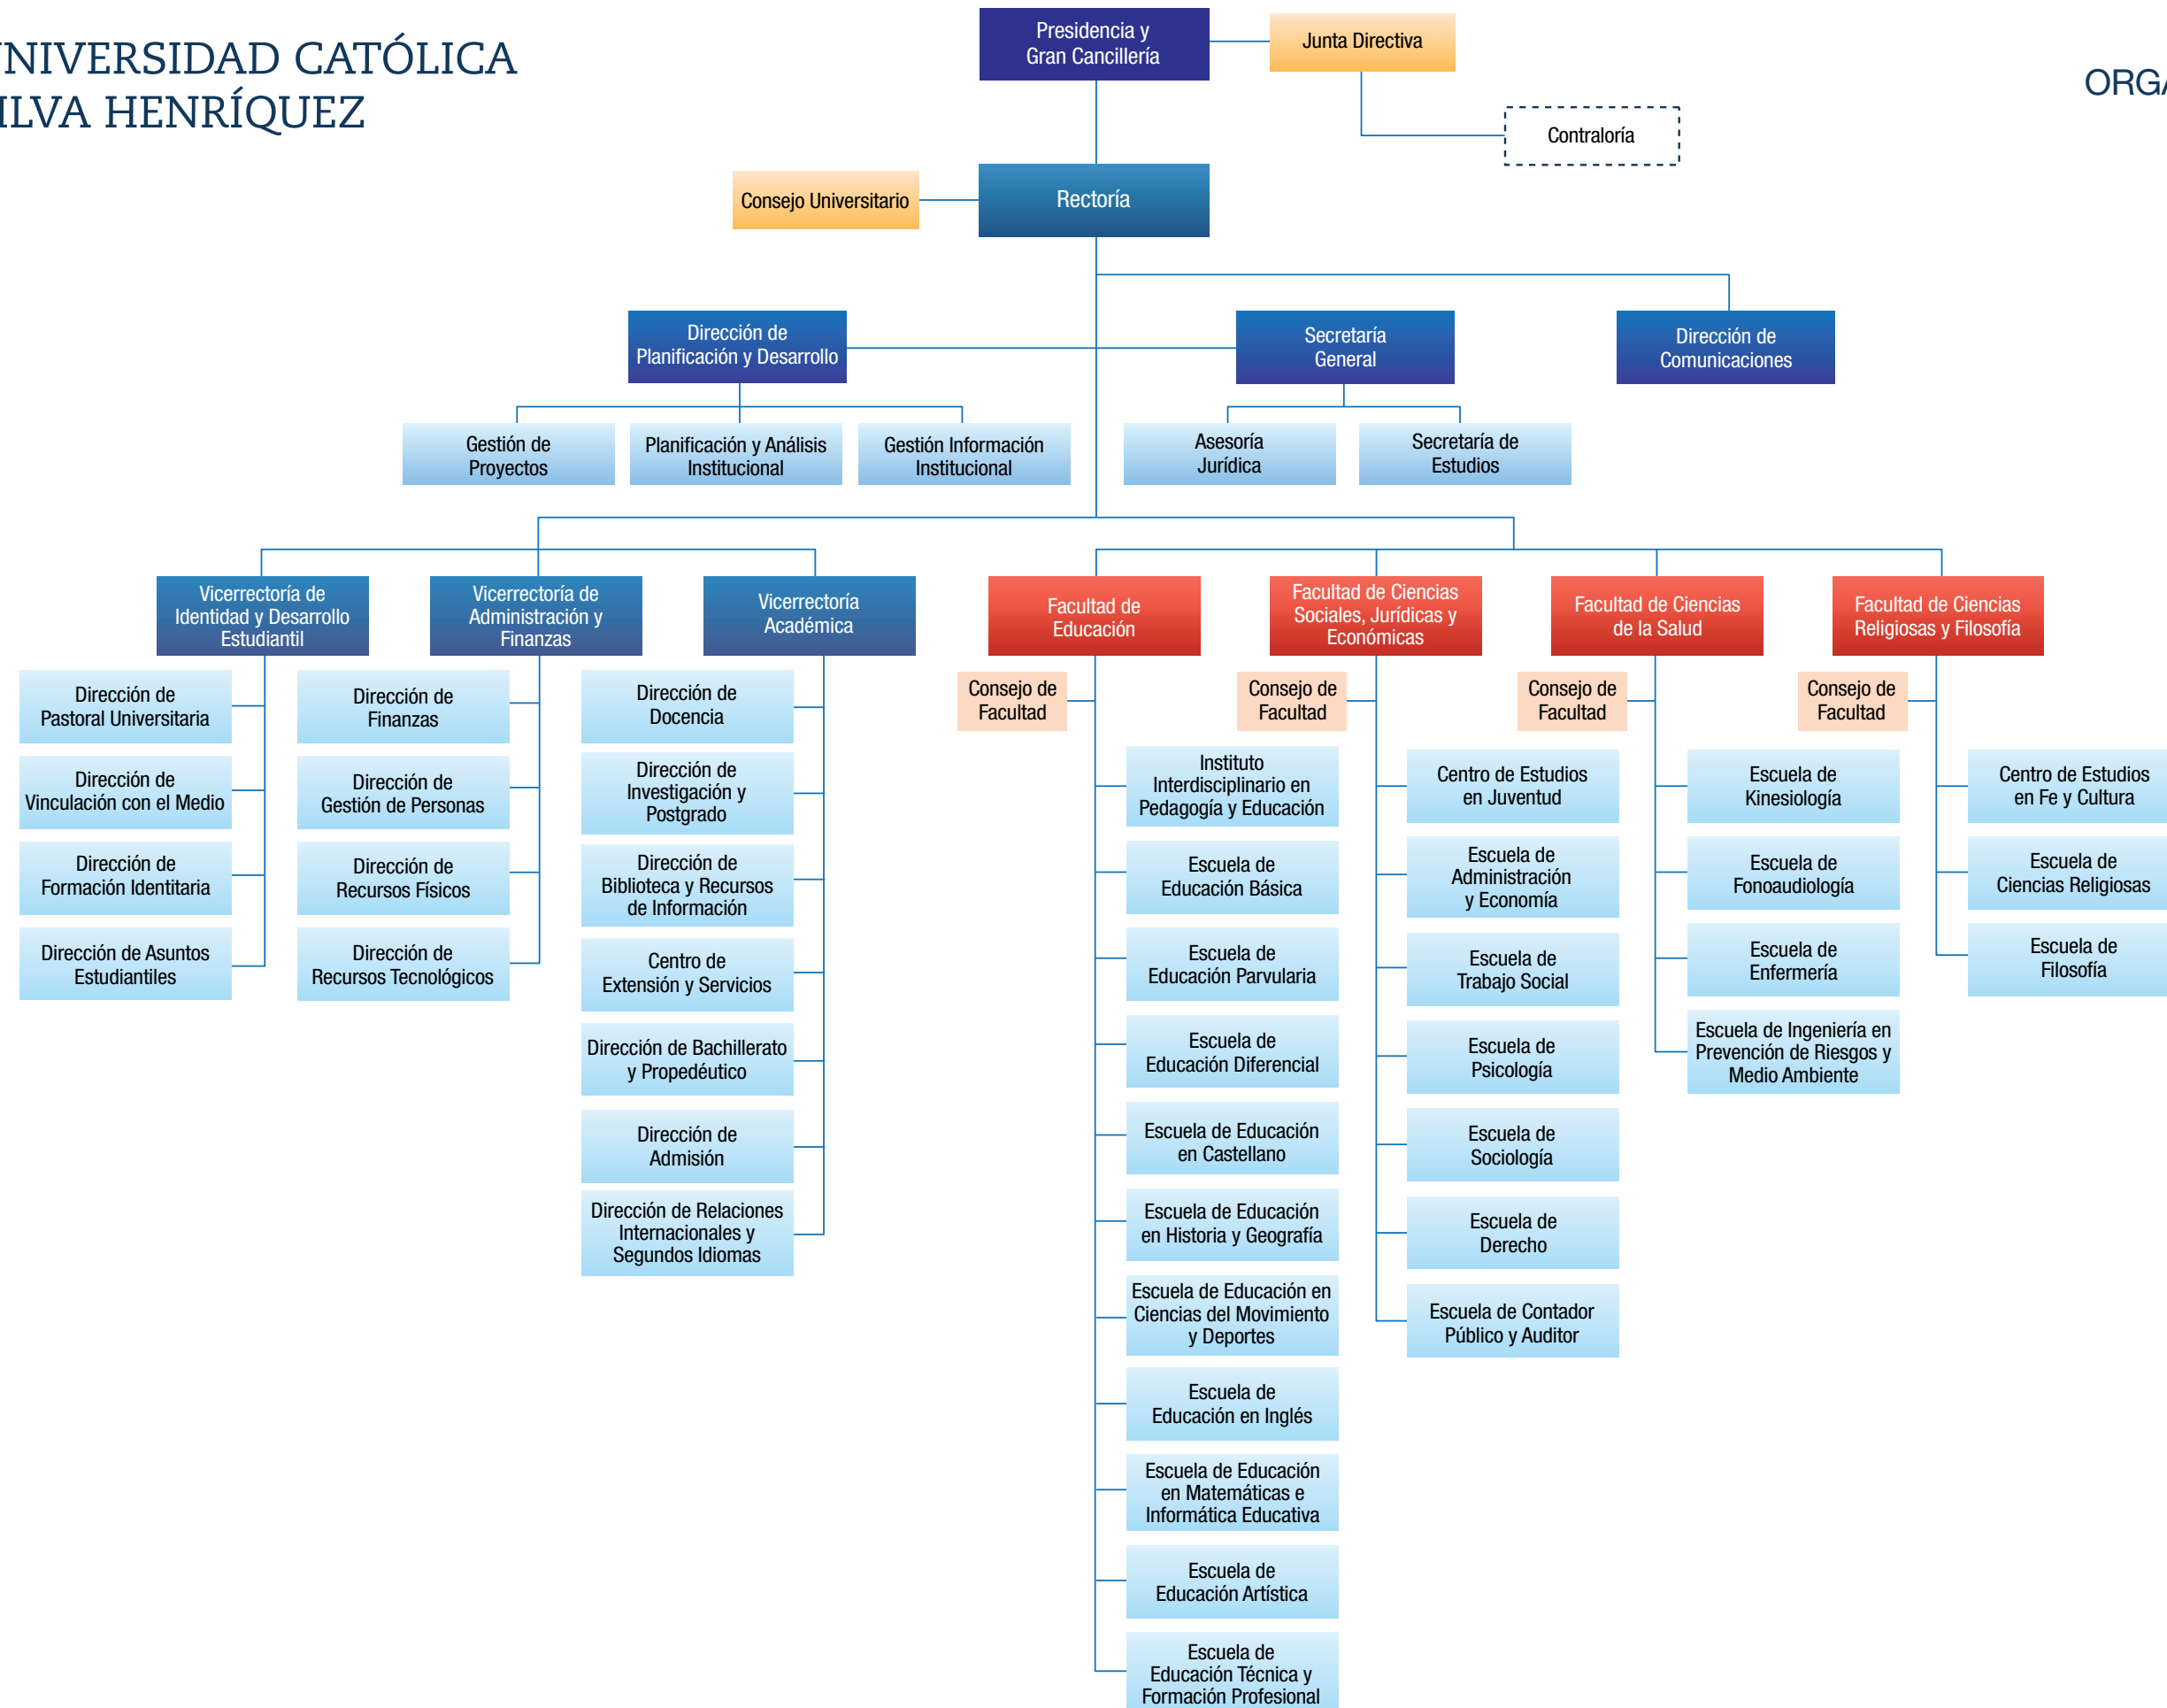 NIVERSIDAD CATÓLICA
ILVA HENRÍQUEZ
ORGA
Presidencia y
Gran Cancillería
Junta Directiva
Contraloría
Consejo Universitario
Rectoría
Dirección de
Planificación y Desarrollo
Secretaría
General
Dirección de
Comunicaciones
Gestión de
Proyectos
Planificación y Análisis
Institucional
Gestión Información
Institucional
Asesoría
Jurídica
Secretaría de
Estudios
Vicerrectoría de
Identidad y Desarrollo
Estudiantil
Vicerrectoría de
Administración y
Finanzas
Vicerrectoría
Académica
Facultad de
Educación
Facultad de Ciencias
Sociales, Jurídicas y
Económicas
Facultad de Ciencias
de la Salud
Facultad de Ciencias
Religiosas y Filosofía
Dirección de
Pastoral Universitaria
Dirección de
Vinculación con el Medio
Dirección de
Formación Identitaria
Dirección de Asuntos
Estudiantiles
Dirección de
Finanzas
Dirección de
Gestión de Personas
Dirección de
Recursos Físicos
Dirección de
Recursos Tecnológicos
Dirección de
Docencia
Dirección de
Investigación y
Postgrado
Dirección de
Biblioteca y Recursos
de Información
Centro de
Extensión y Servicios
Dirección de Bachillerato
y Propedéutico
Dirección de
Admisión
Dirección de Relaciones
Internacionales y
Segundos Idiomas
Consejo de
Facultad
Instituto
Interdisciplinario en
Pedagogía y Educación
Escuela de
Educación Básica
Escuela de
Educación Parvularia
Escuela de
Educación Diferencial
Escuela de Educación
en Castellano
Escuela de Educación
en Historia y Geografía
Escuela de Educación en
Ciencias del Movimiento
y Deportes
Escuela de
Educación en Inglés
Escuela de Educación
en Matemáticas e
Informática Educativa
Escuela de
Educación Artística
Escuela de
Educación Técnica y
Formación Profesional
Consejo de
Facultad
Centro de Estudios
en Juventud
Escuela de
Administración
y Economía
Escuela de
Trabajo Social
Escuela de
Psicología
Escuela de
Sociología
Escuela de
Derecho
Escuela de Contador
Público y Auditor
Consejo de
Facultad
Escuela de
Kinesiología
Escuela de
Fonoaudiología
Escuela de
Enfermería
Escuela de Ingeniería en
Prevención de Riesgos y
Medio Ambiente
Consejo de
Facultad
Centro de Estudios
en Fe y Cultura
Escuela de
Ciencias Religiosas
Escuela de
Filosofía